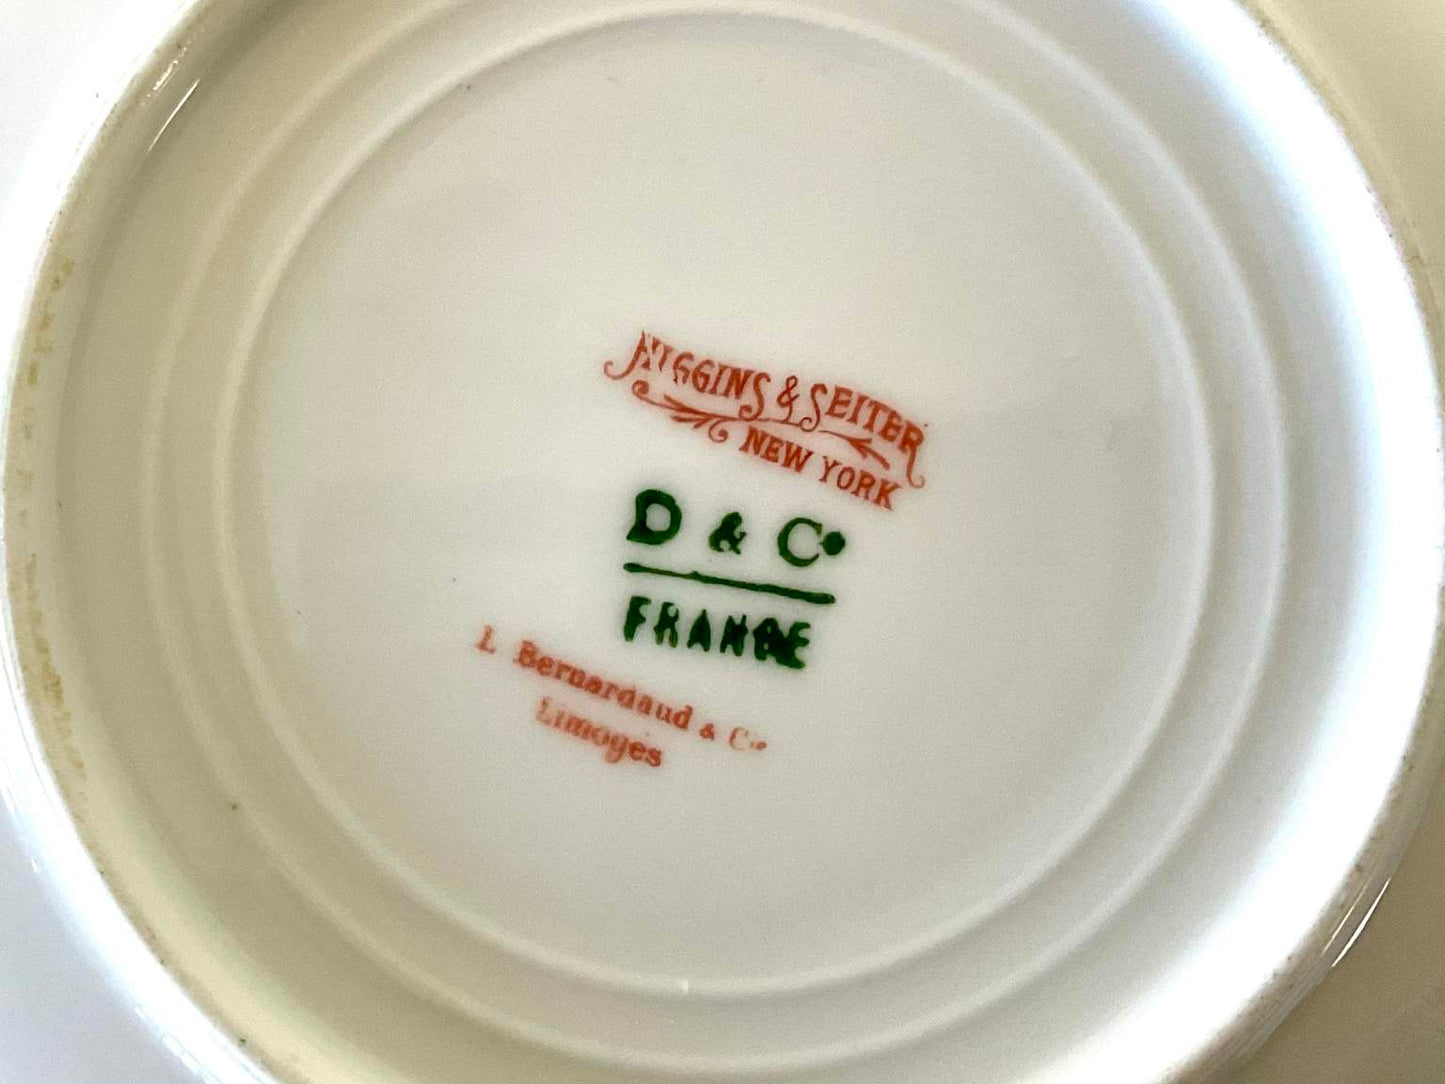 HIGGINS & SEITER
NEW YORK
D & Co
FRANCE
L Bernardaud & Co
Limoges